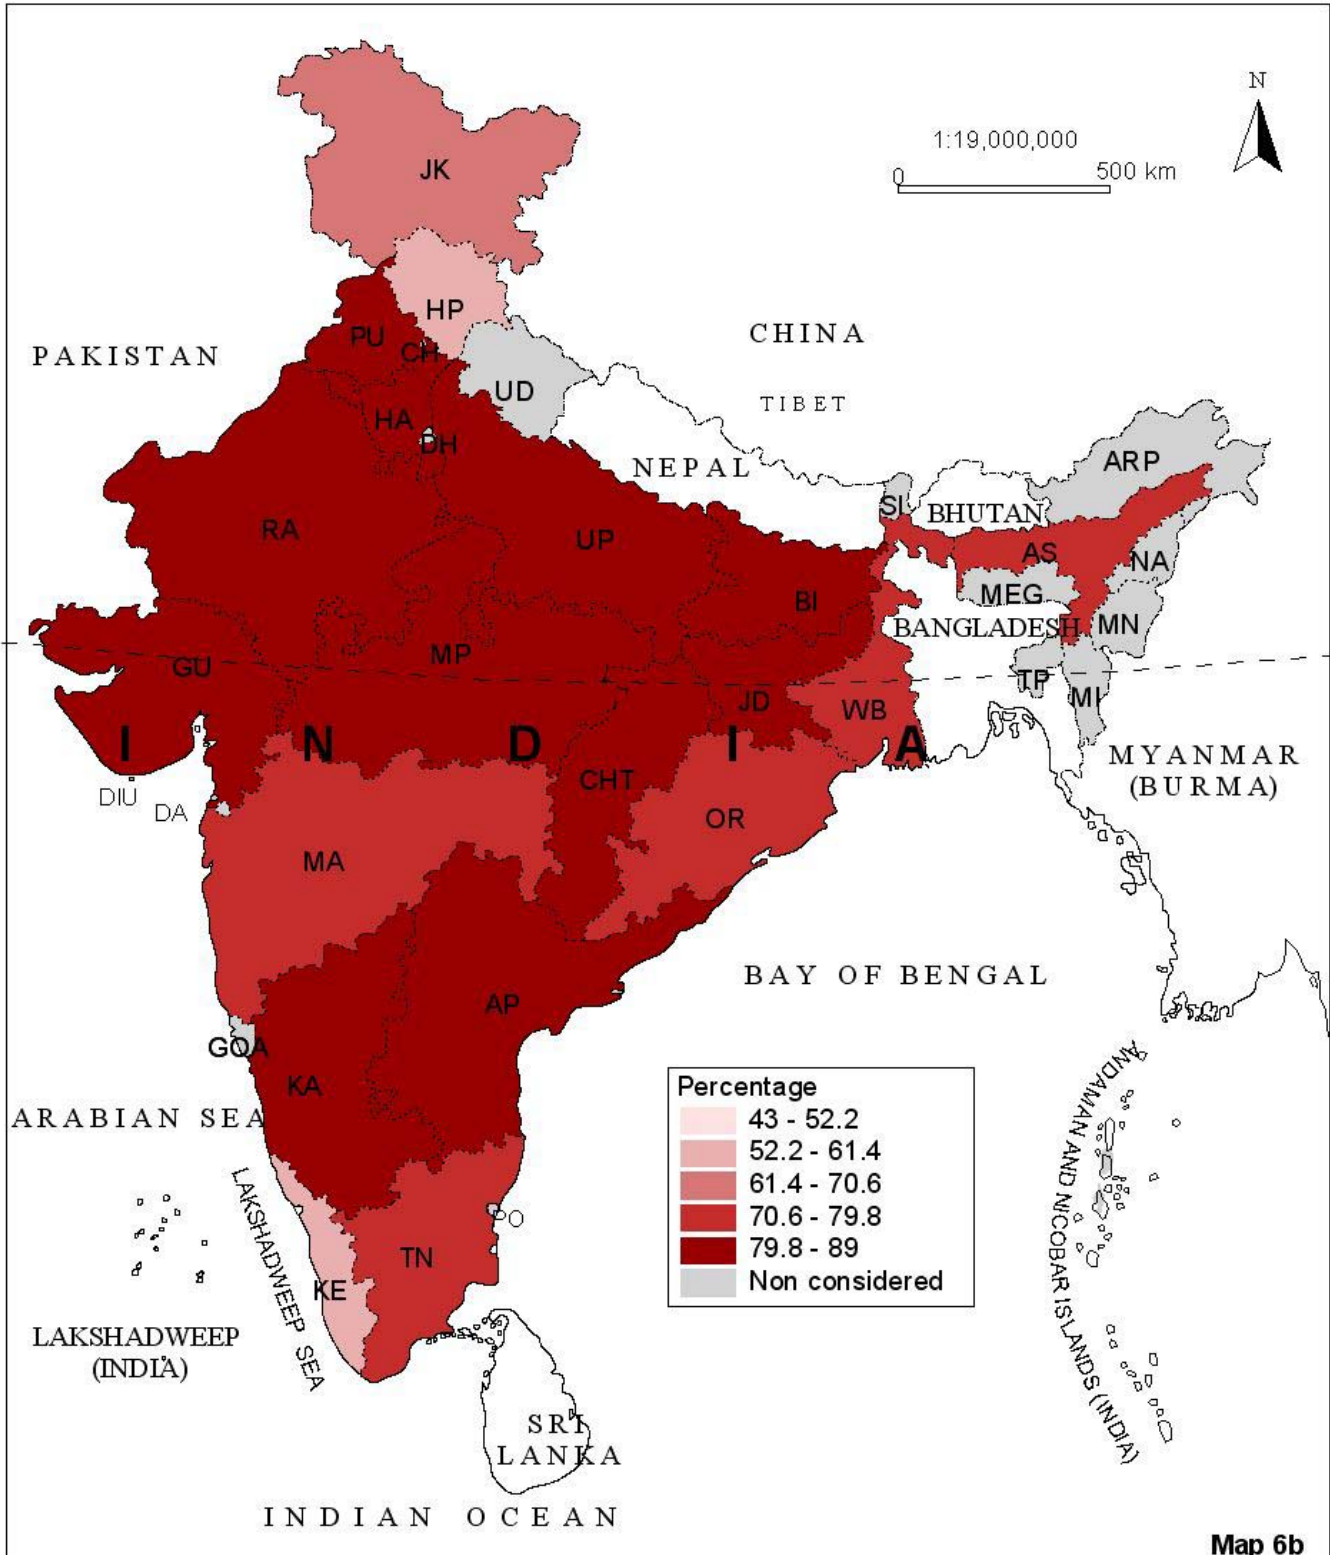 N
1:19,000,000
0 500 km
JK
HP
CHINA
PU
CH
PAKISTAN
UD
TIBET
HA
DH
NEPAL
ARP
SI
BHUTAN
RA
UP
AS
NA
MEG
BI
BANGLADESH
MN
MP
GU
TP
MI
JD
WB
I N D I A
MYANMAR
(BURMA)
CHT
DIU
DA
OR
MA
BAY OF BENGAL
AP
GOA
KA
ANDAMAN AND NICOBAR ISLANDS (INDIA)
Percentage
43 - 52.2
52.2 - 61.4
61.4 - 70.6
70.6 - 79.8
79.8 - 89
Non considered
ARABIAN SEA
LAKSHADWEEP SEA
PO
TN
KE
LAKSHADWEEP
(INDIA)
SRI
LANKA
INDIAN OCEAN
Map 6b